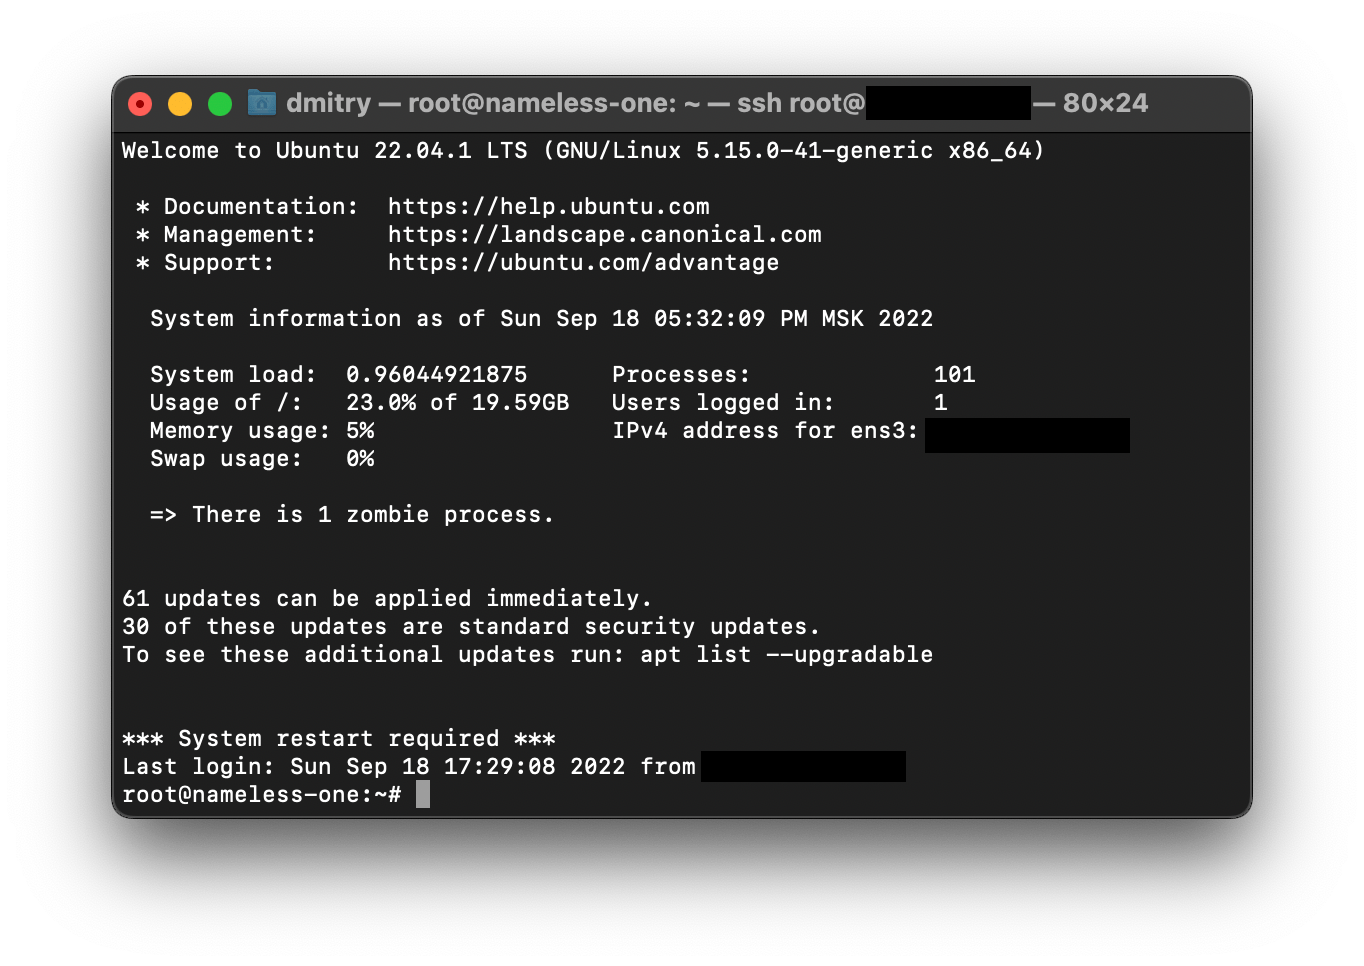 dmitry — root@nameless-one: ~ — ssh root@ — 80×24
Welcome to Ubuntu 22.04.1 LTS (GNU/Linux 5.15.0-41-generic x86_64)
* Documentation:  https://help.ubuntu.com
* Management:     https://landscape.canonical.com
* Support:        https://ubuntu.com/advantage
System information as of Sun Sep 18 05:32:09 PM MSK 2022
System load:  0.96044921875      Processes:             101
Usage of /:   23.0% of 19.59GB   Users logged in:       1
Memory usage: 5%                 IPv4 address for ens3:
Swap usage:   0%
=> There is 1 zombie process.
61 updates can be applied immediately.
30 of these updates are standard security updates.
To see these additional updates run: apt list --upgradable
*** System restart required ***
Last login: Sun Sep 18 17:29:08 2022 from
root@nameless-one:~#